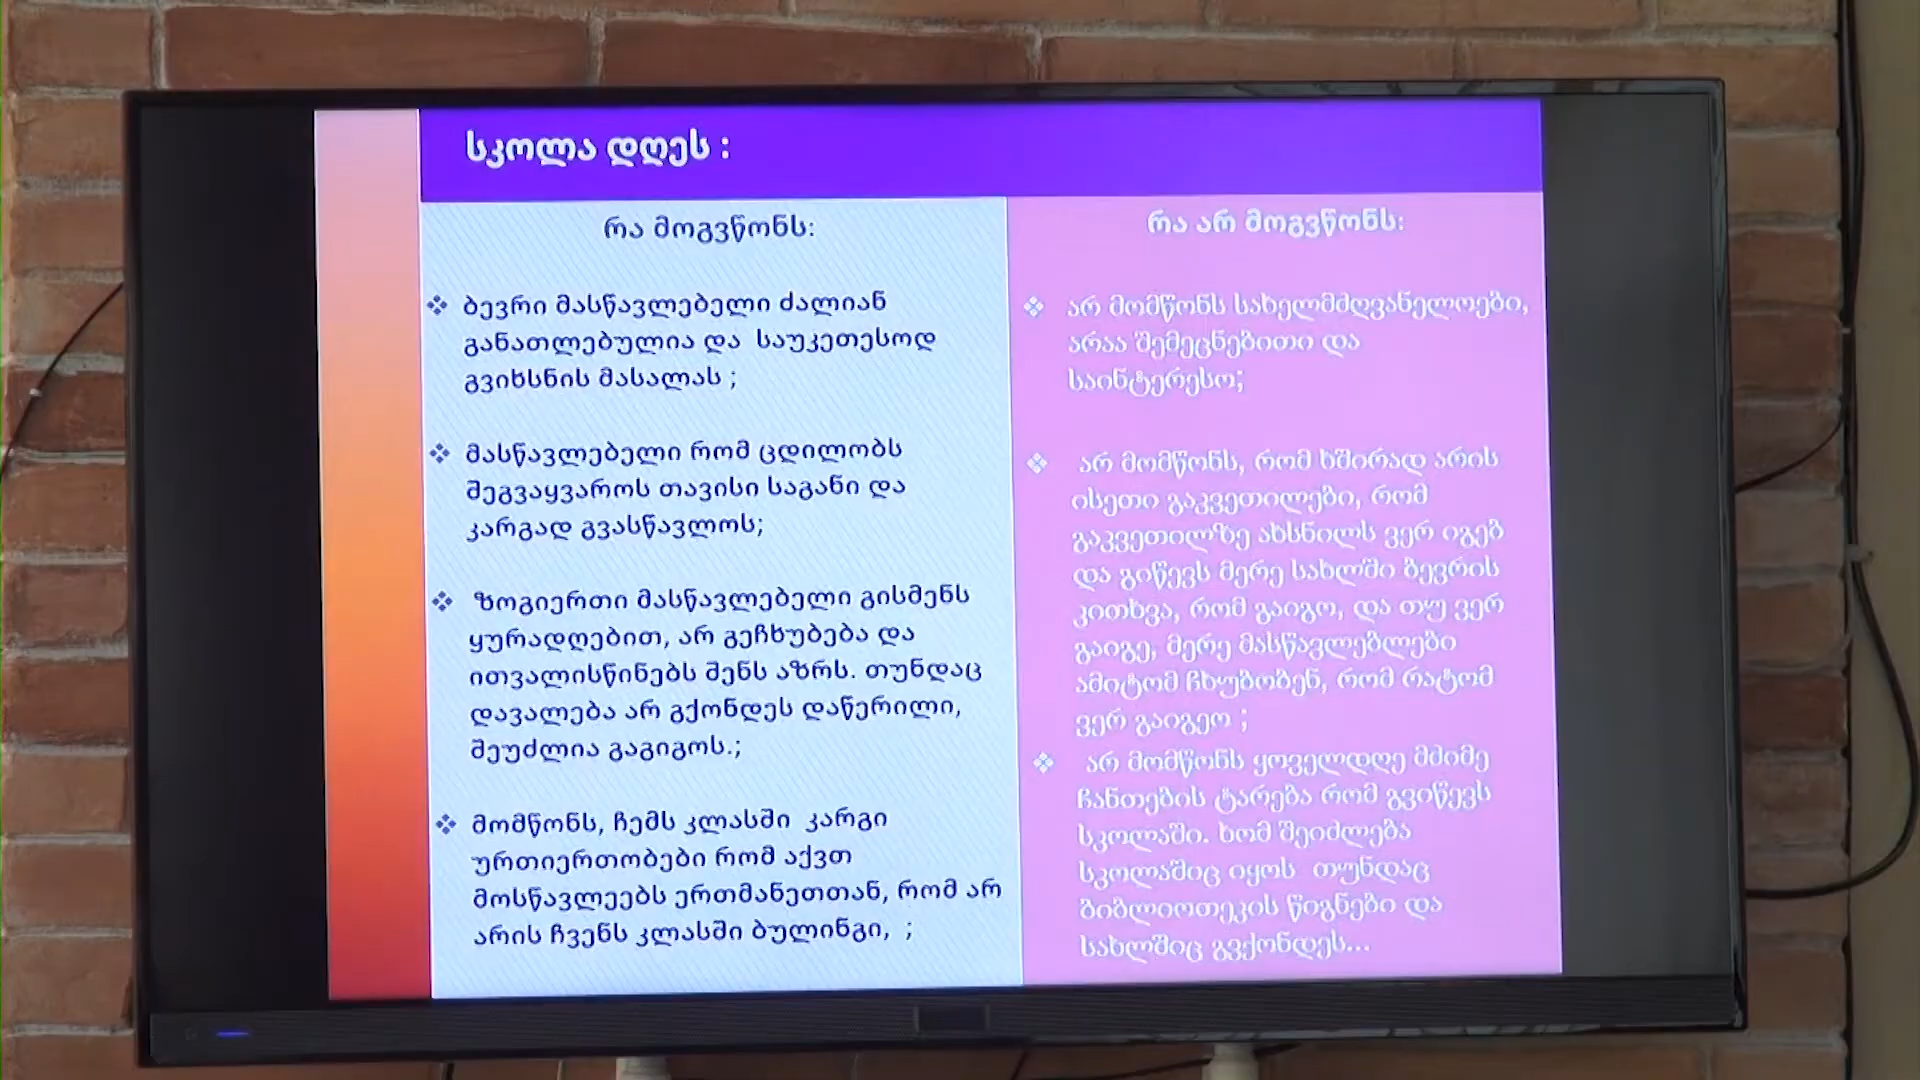 სკოლა დღეს :
რა მოგვწონს:
❖ ბევრი მასწავლებელი ძალიან
განათლებულია და საუკეთესოდ
გვიხსნის მასალას ;
❖ მასწავლებელი რომ ცდილობს
შეგვაყვაროს თავისი საგანი და
კარგად გვასწავლოს;
❖ ზოგიერთი მასწავლებელი გისმენს
ყურადღებით, არ გეჩხუბება და
ითვალისწინებს შენს აზრს. თუნდაც
დავალება არ გქონდეს დაწერილი,
შეუძლია გაგიგოს.;
❖ მომწონს, ჩემს კლასში კარგი
ურთიერთობები რომ აქვთ
მოსწავლეებს ერთმანეთთან, რომ არ
არის ჩვენს კლასში ბულინგი, ;
რა არ მოგვწონს:
❖ არ მომწონს სახელმძღვანელოები,
არაა შემეცნებითი და
საინტერესო;
❖ არ მომწონს, რომ ხშირად არის
ისეთი გაკვეთილები, რომ
გაკვეთილზე ახსნილს ვერ იგებ
და გიწევს მერე სახლში ბევრის
კითხვა, რომ გაიგო, და თუ ვერ
გაიგე, მერე მასწავლებლები
ამიტომ ჩხუბობენ, რომ რატომ
ვერ გაიგეო ;
❖ არ მომწონს ყოველდღე მძიმე
ჩანთების ტარება რომ გვიწევს
სკოლაში. ხომ შეიძლება
სკოლაშიც იყოს თუნდაც
ბიბლიოთეკის წიგნები და
სახლშიც გვქონდეს...